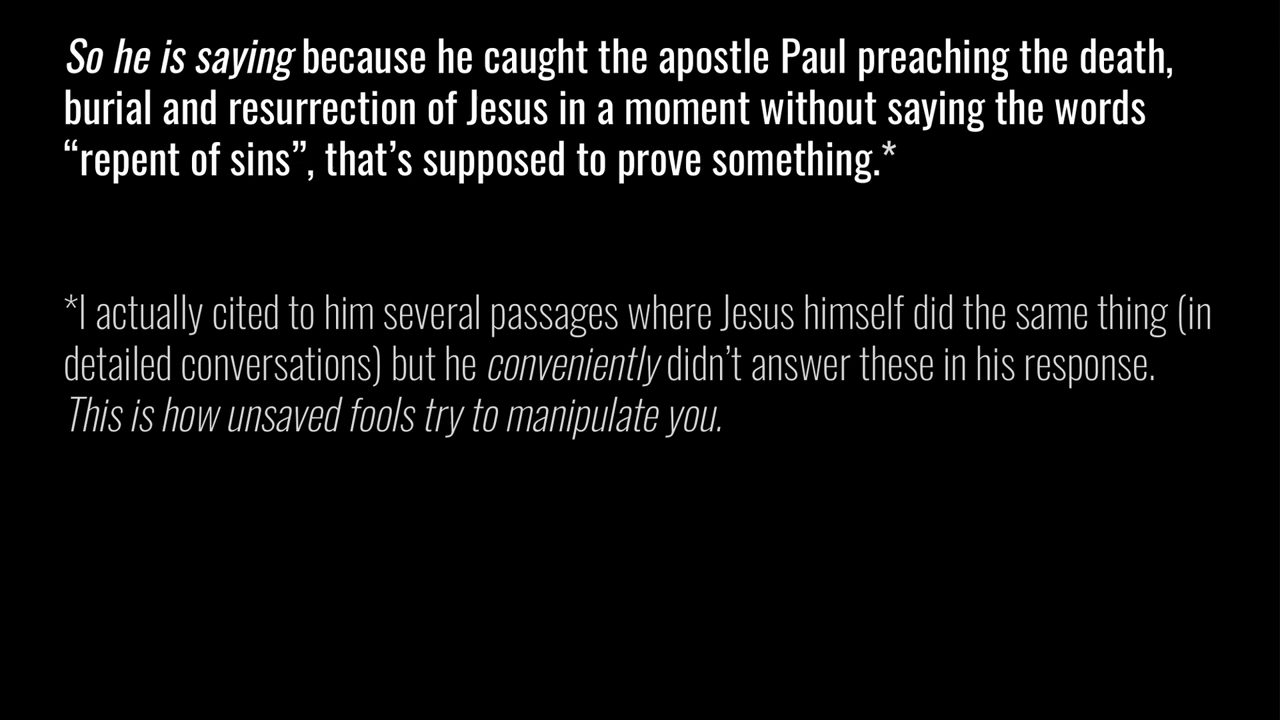 So he is saying because he caught the apostle Paul preaching the death,
burial and resurrection of Jesus in a moment without saying the words
“repent of sins”, that’s supposed to prove something.*
*I actually cited to him several passages where Jesus himself did the same thing (in
detailed conversations) but he conveniently didn’t answer these in his response.
This is how unsaved fools try to manipulate you.